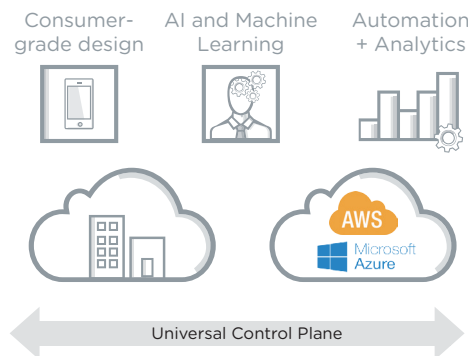 Consumer-
grade design
AI and Machine
Learning
Automation
+ Analytics
AWS
Microsoft
Azure
Universal Control Plane